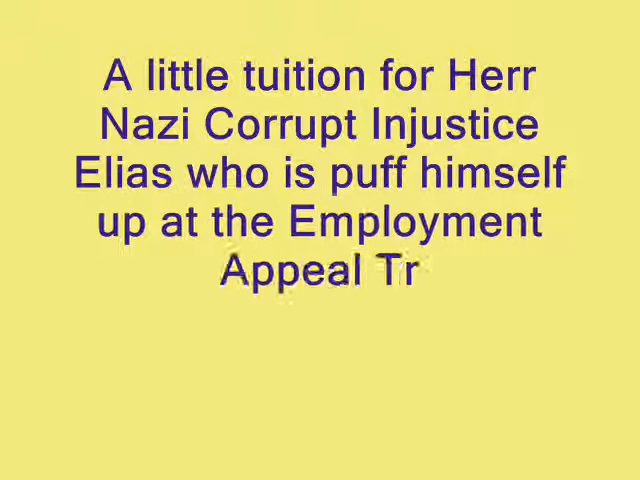 A little tuition for Herr
Nazi Corrupt Injustice
Elias who is puff himself
up at the Employment
Appeal Tr